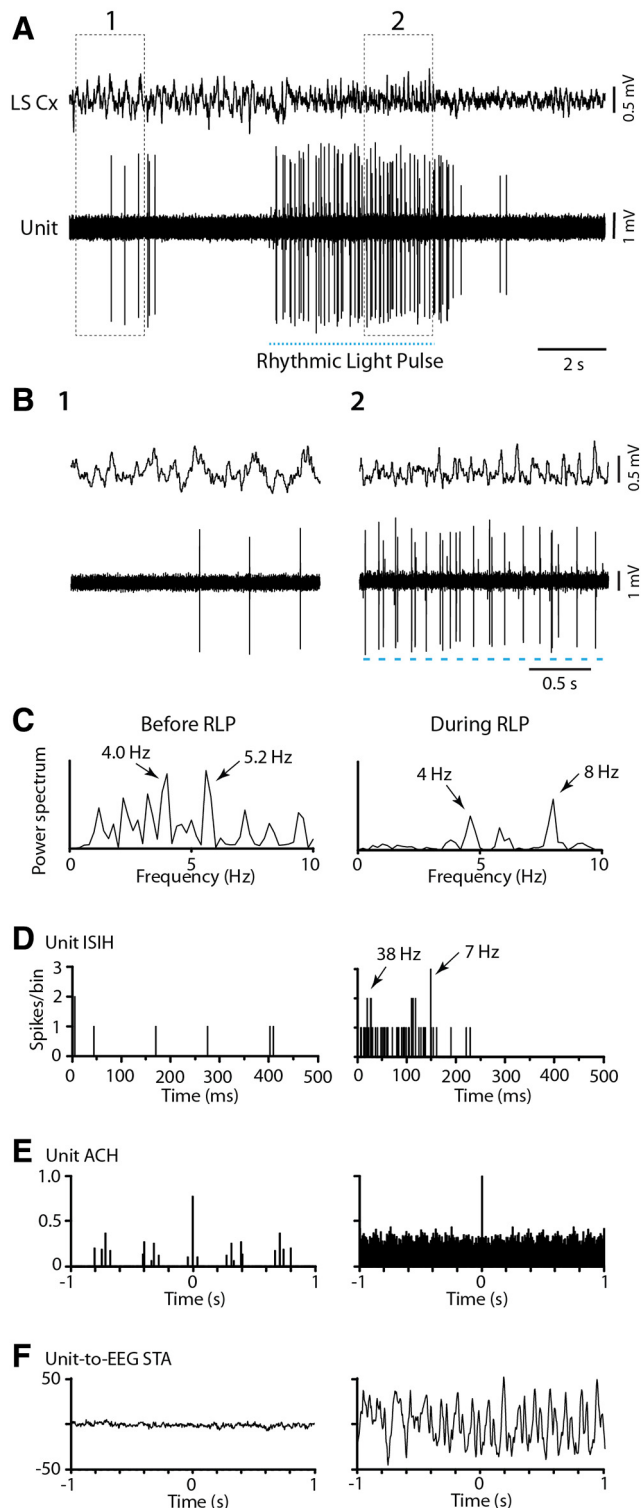 A
1
2
LS Cx
0.5 mV
Unit
1 mV
Rhythmic Light Pulse
2 s
B
1
2
0.5 mV
1 mV
0.5 s
C
Before RLP
During RLP
4.0 Hz
5.2 Hz
4 Hz
8 Hz
Power spectrum
0 5 10
0 5 10
Frequency (Hz)
Frequency (Hz)
D Unit ISIH
38 Hz
7 Hz
Spikes/bin
3
2
1
0
0 100 200 300 400 500
0 100 200 300 400 500
Time (ms)
Time (ms)
E Unit ACH
1.0
0.5
0
-1 0 1
-1 0 1
Time (s)
Time (s)
F Unit-to-EEG STA
50
-50
-1 0 1
-1 0 1
Time (s)
Time (s)